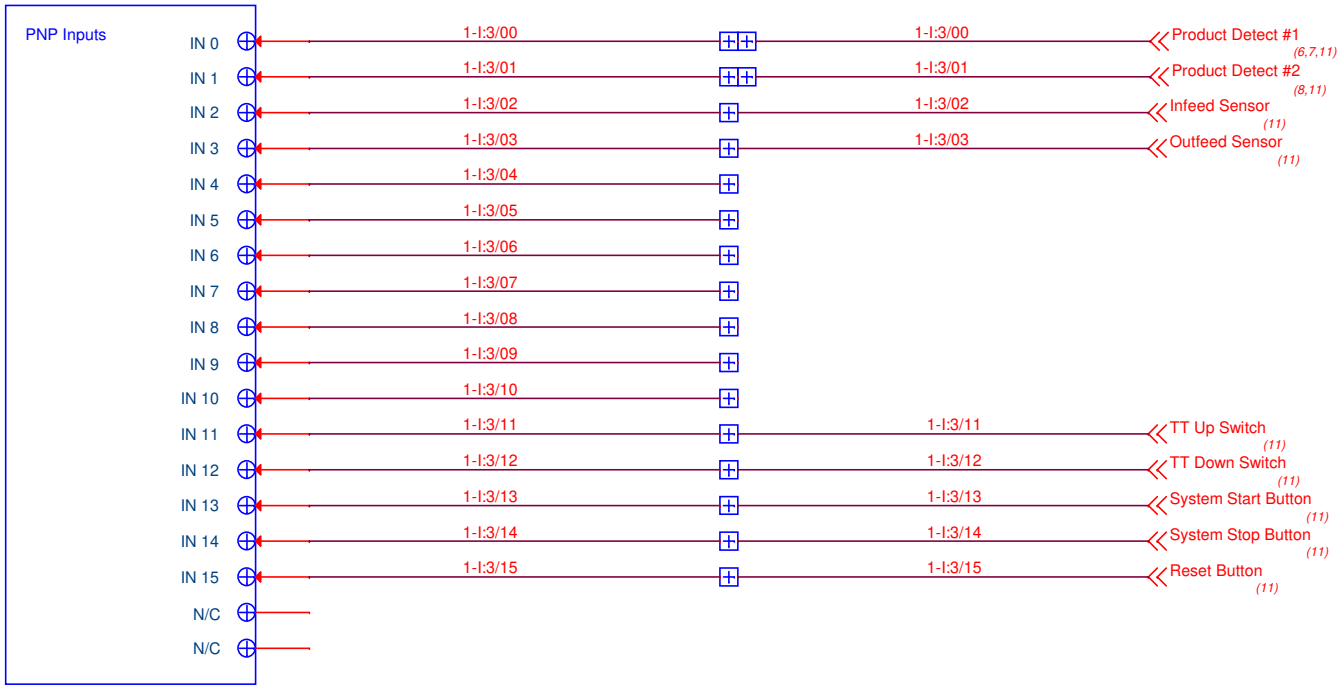 PNP Inputs
IN 0 1-I:3/00 1-I:3/00 Product Detect #1
(6,7,11)
IN 1 1-I:3/01 1-I:3/01 Product Detect #2
(8,11)
IN 2 1-I:3/02 1-I:3/02 Infeed Sensor
(11)
IN 3 1-I:3/03 1-I:3/03 Outfeed Sensor
(11)
IN 4 1-I:3/04
IN 5 1-I:3/05
IN 6 1-I:3/06
IN 7 1-I:3/07
IN 8 1-I:3/08
IN 9 1-I:3/09
IN 10 1-I:3/10
IN 11 1-I:3/11 1-I:3/11 TT Up Switch
(11)
IN 12 1-I:3/12 1-I:3/12 TT Down Switch
(11)
IN 13 1-I:3/13 1-I:3/13 System Start Button
(11)
IN 14 1-I:3/14 1-I:3/14 System Stop Button
(11)
IN 15 1-I:3/15 1-I:3/15 Reset Button
(11)
N/C
N/C